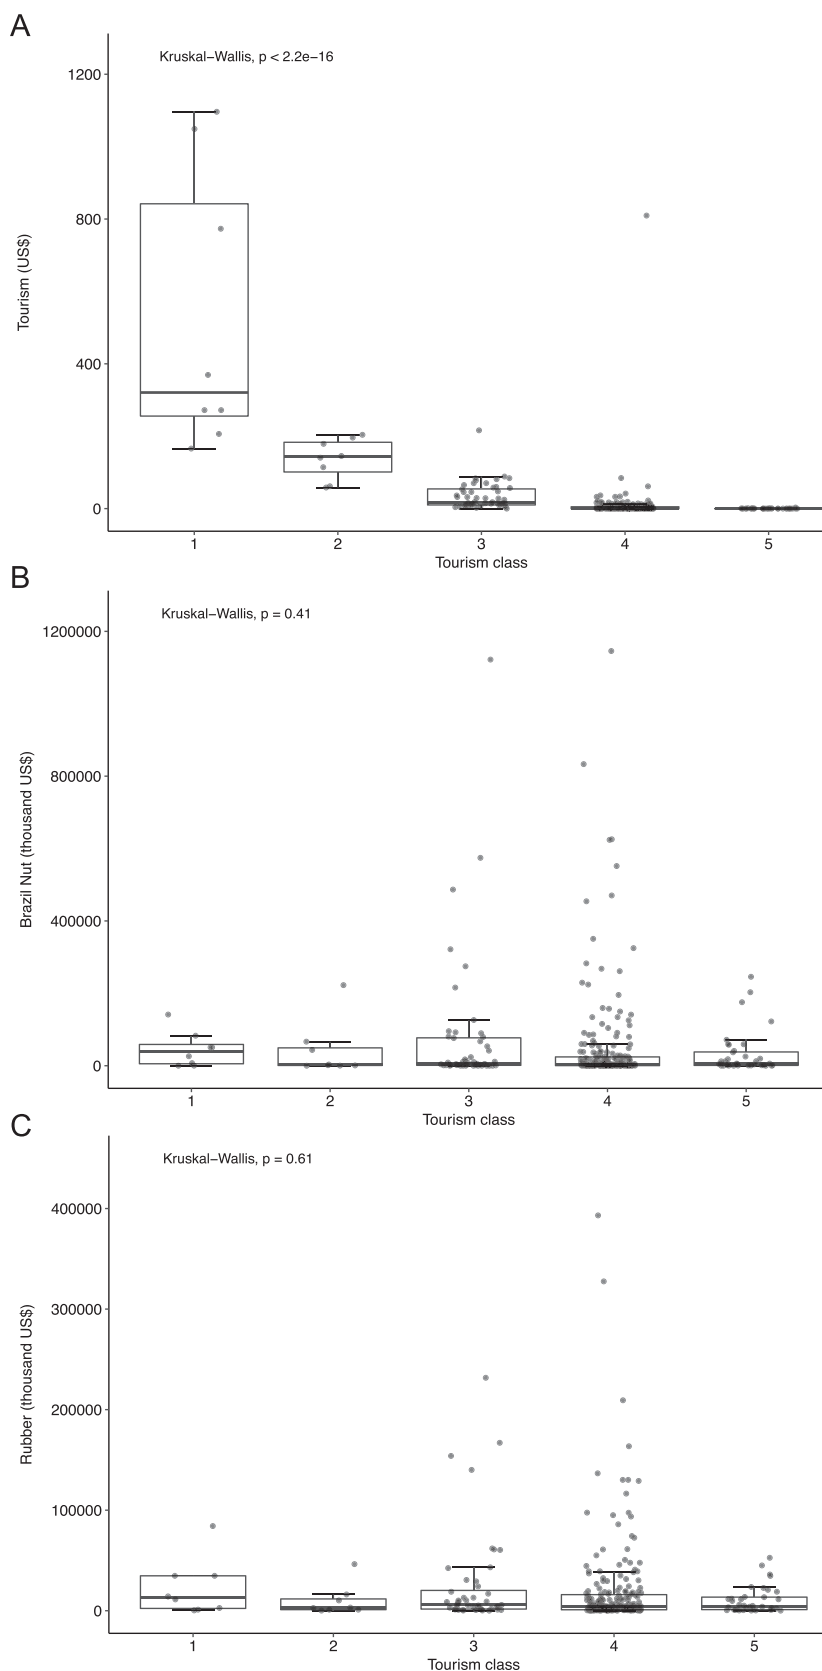 A
Kruskal−Wallis, p < 2.2e−16
1200
800
400
0
Tourism (US$)
1 2 3 4 5
Tourism class
B
Kruskal−Wallis, p = 0.41
1200000
800000
400000
0
Brazil Nut (thousand US$)
1 2 3 4 5
Tourism class
C
Kruskal−Wallis, p = 0.61
400000
300000
200000
100000
0
Rubber (thousand US$)
1 2 3 4 5
Tourism class